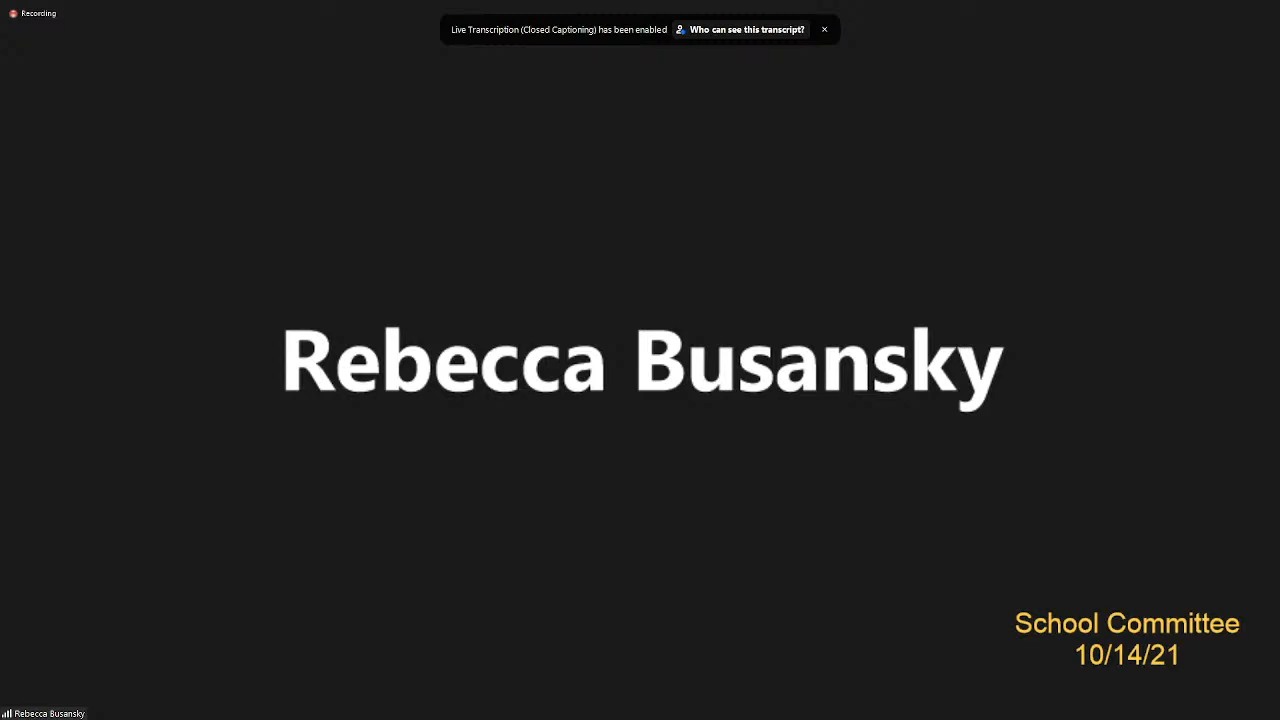 Recording
Live Transcription (Closed Captioning) has been enabled Who can see this transcript? ×
Rebecca Busansky
School Committee
10/14/21
Rebecca Busansky